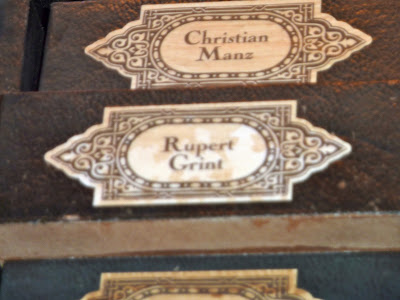 Christian
Manz
Rupert
Grint